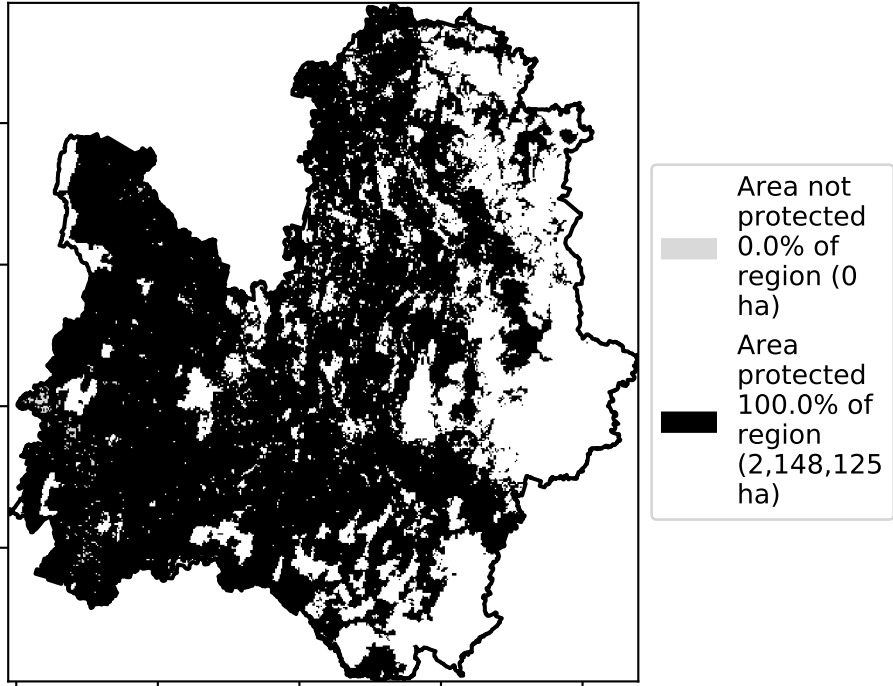 Area not
protected
0.0% of
region (0
ha)
Area
protected
100.0% of
region
(2,148,125
ha)